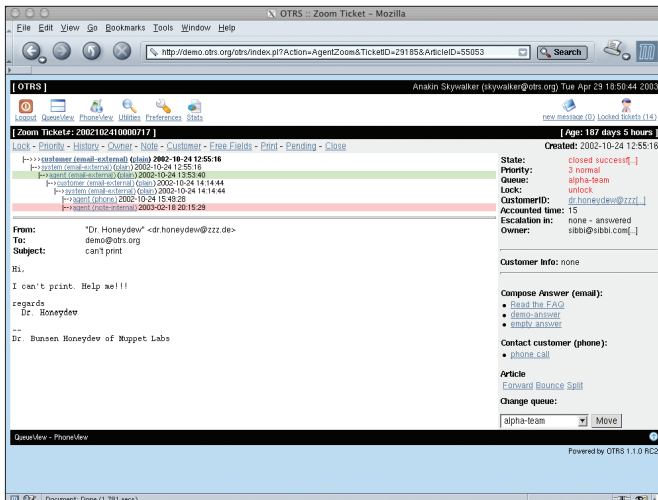 OTRS :: Zoom Ticket - Mozilla
File Edit View Go Bookmarks Tools Window Help
http://demo.otrs.org/otrs/index.pl?Action=AgentZoom&TicketID=29185&ArticleID=55053
Search
[ OTRS ]
Anakin Skywalker (skywalker@otrs.org) Tue Apr 29 18:50:44 2003
Logout QueueView PhoneView Utilities Preferences Stats
new message (0) Locked tickets (14)
[ Zoom Ticket#: 2002102410000717 ]
[ Age: 187 days 5 hours ]
Lock - Priority - History - Owner - Note - Customer - Free Fields - Print - Pending - Close
Created: 2002-10-24 12:55:16
|-->>>customer (email-external) (plain) 2002-10-24 12:55:16
|-->system (email-external) (plain) 2002-10-24 12:55:16
|-->agent (email-external) (plain) 2002-10-24 13:53:40
|-->customer (email-external) (plain) 2002-10-24 14:14:44
|-->system (email-external) (plain) 2002-10-24 14:14:44
|-->agent (phone) 2002-10-24 15:49:28
|-->agent (note-internal) 2003-02-18 20:15:29
State: closed successf[...]
Priority: 3 normal
Queue: alpha-team
Lock: unlock
CustomerID: dr.honeydew@zzz[...]
Accounted time: 15
Escalation in: none - answered
Owner: sibbi@sibbi.com[...]
From: "Dr. Honeydew" <dr.honeydew@zzz.de>
To: demo@otrs.org
Subject: can't print
Hi,
I can't print. Help me!!!
regards
Dr. Honeydew
--
Dr. Bunsen Honeydew of Muppet Labs
Customer Info: none
Compose Answer (email):
Read the FAQ
demo-answer
empty answer
Contact customer (phone):
phone call
Article
Forward Bounce Split
Change queue:
alpha-team
Move
QueueView - PhoneView
Powered by OTRS 1.1.0 RC2
Document: Done (1.781 secs)